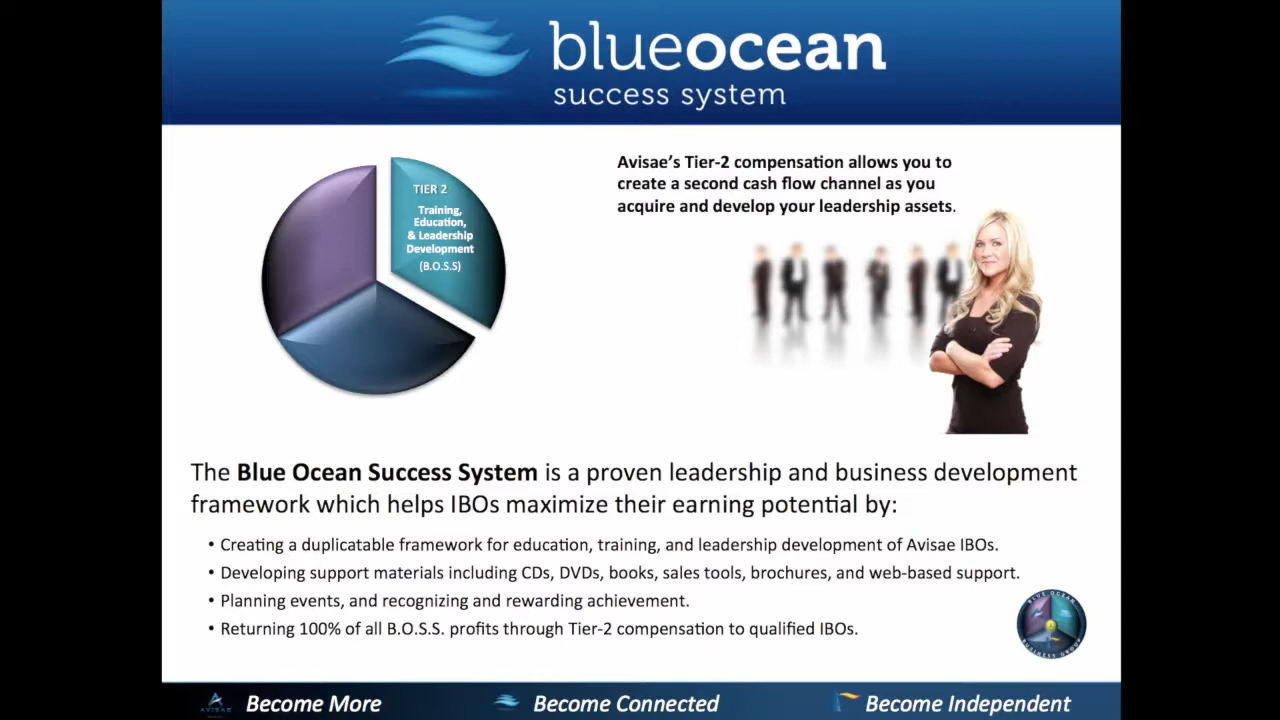 blueocean
success system
Avisae's Tier-2 compensation allows you to
create a second cash flow channel as you
acquire and develop your leadership assets.
TIER 2
Training,
Education,
& Leadership
Development
(B.O.S.S)
The Blue Ocean Success System is a proven leadership and business development
framework which helps IBOs maximize their earning potential by:
• Creating a duplicatable framework for education, training, and leadership development of Avisae IBOs.
• Developing support materials including CDs, DVDs, books, sales tools, brochures, and web-based support.
• Planning events, and recognizing and rewarding achievement.
• Returning 100% of all B.O.S.S. profits through Tier-2 compensation to qualified IBOs.
BLUE OCEAN
BUSINESS GROUP
AVISAE
Become More
Become Connected
Become Independent